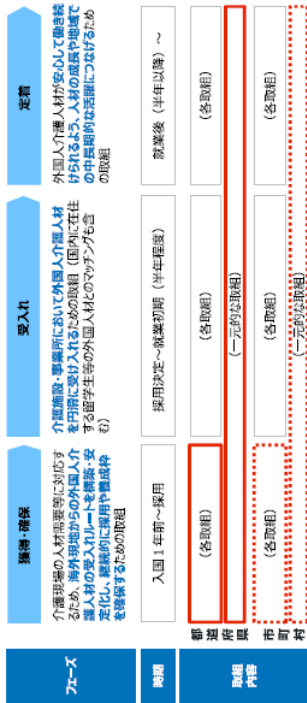 フェーズ
獲得・確保
受入れ
定着
介護現場の人材需要等に対応す
るため、海外現地からの外国人介
護人材の受入れルートを構築・安
定化し、継続的に採用や養成枠
を確保するための取組
介護施設・事業所において外国人介護人材
を円滑に受け入れるための取組（国内に在住
する留学生等の外国人材とのマッチングも含
む）
外国人介護人材が安心して働き続
けられるよう、人材の成長や地域で
の中長期的な活躍につなげるため
の取組
時期
入国１年前～採用
採用決定～就業初期（半年程度）
就業後（半年以降）～
取組
内容
都道府県
（各取組）
（各取組）
（各取組）
（一元的な取組）
市町村
（各取組）
（各取組）
（各取組）
（一元的な取組）